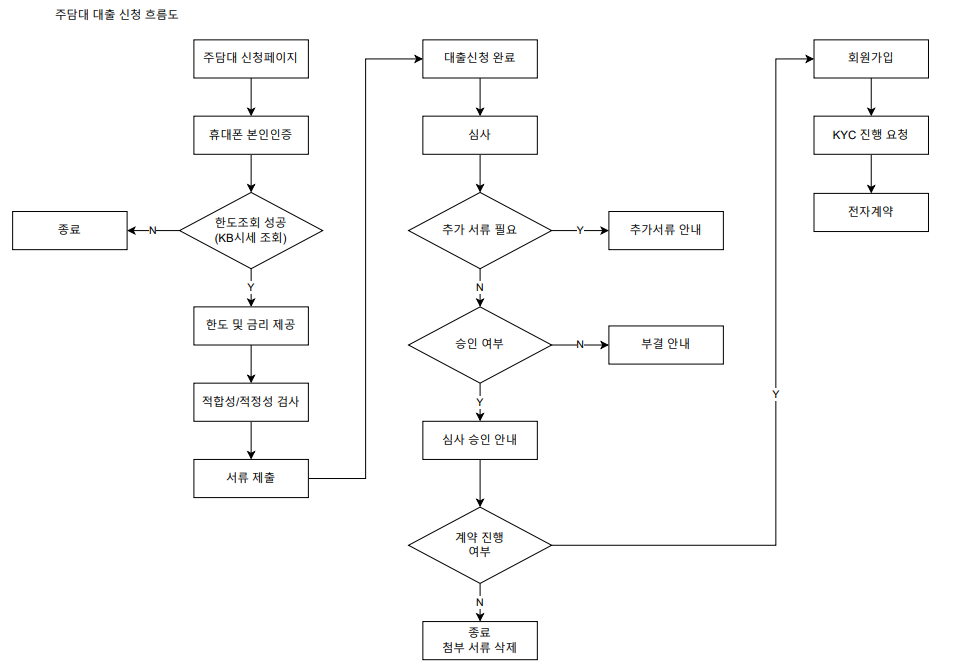 주담대 대출 신청 흐름도
주담대 신청페이지
휴대폰 본인인증
한도조회 성공
(KB시세 조회)
N
종료
Y
한도 및 금리 제공
적합성/적정성 검사
서류 제출
대출신청 완료
심사
추가 서류 필요
Y
추가서류 안내
N
승인 여부
N
부결 안내
Y
심사 승인 안내
계약 진행
여부
Y
N
종료
첨부 서류 삭제
회원가입
KYC 진행 요청
전자계약